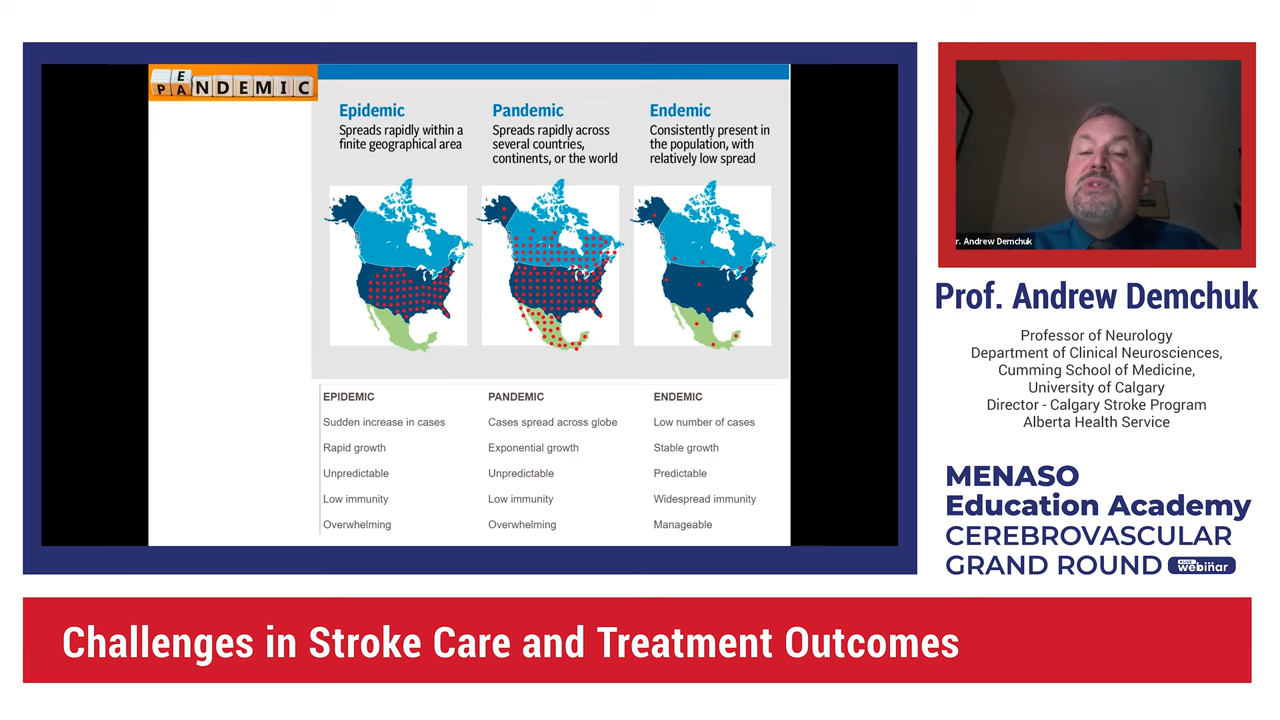 E
PANDEMIC
Epidemic
Spreads rapidly within a
finite geographical area
Pandemic
Spreads rapidly across
several countries,
continents, or the world
Endemic
Consistently present in
the population, with
relatively low spread
EPIDEMIC
Sudden increase in cases
Rapid growth
Unpredictable
Low immunity
Overwhelming
PANDEMIC
Cases spread across globe
Exponential growth
Unpredictable
Low immunity
Overwhelming
ENDEMIC
Low number of cases
Stable growth
Predictable
Widespread immunity
Manageable
r. Andrew Demchuk
Prof. Andrew Demchuk
Professor of Neurology
Department of Clinical Neurosciences,
Cumming School of Medicine,
University of Calgary
Director - Calgary Stroke Program
Alberta Health Service
MENASO
Education Academy
CEREBROVASCULAR
GRAND ROUND webinar
Challenges in Stroke Care and Treatment Outcomes